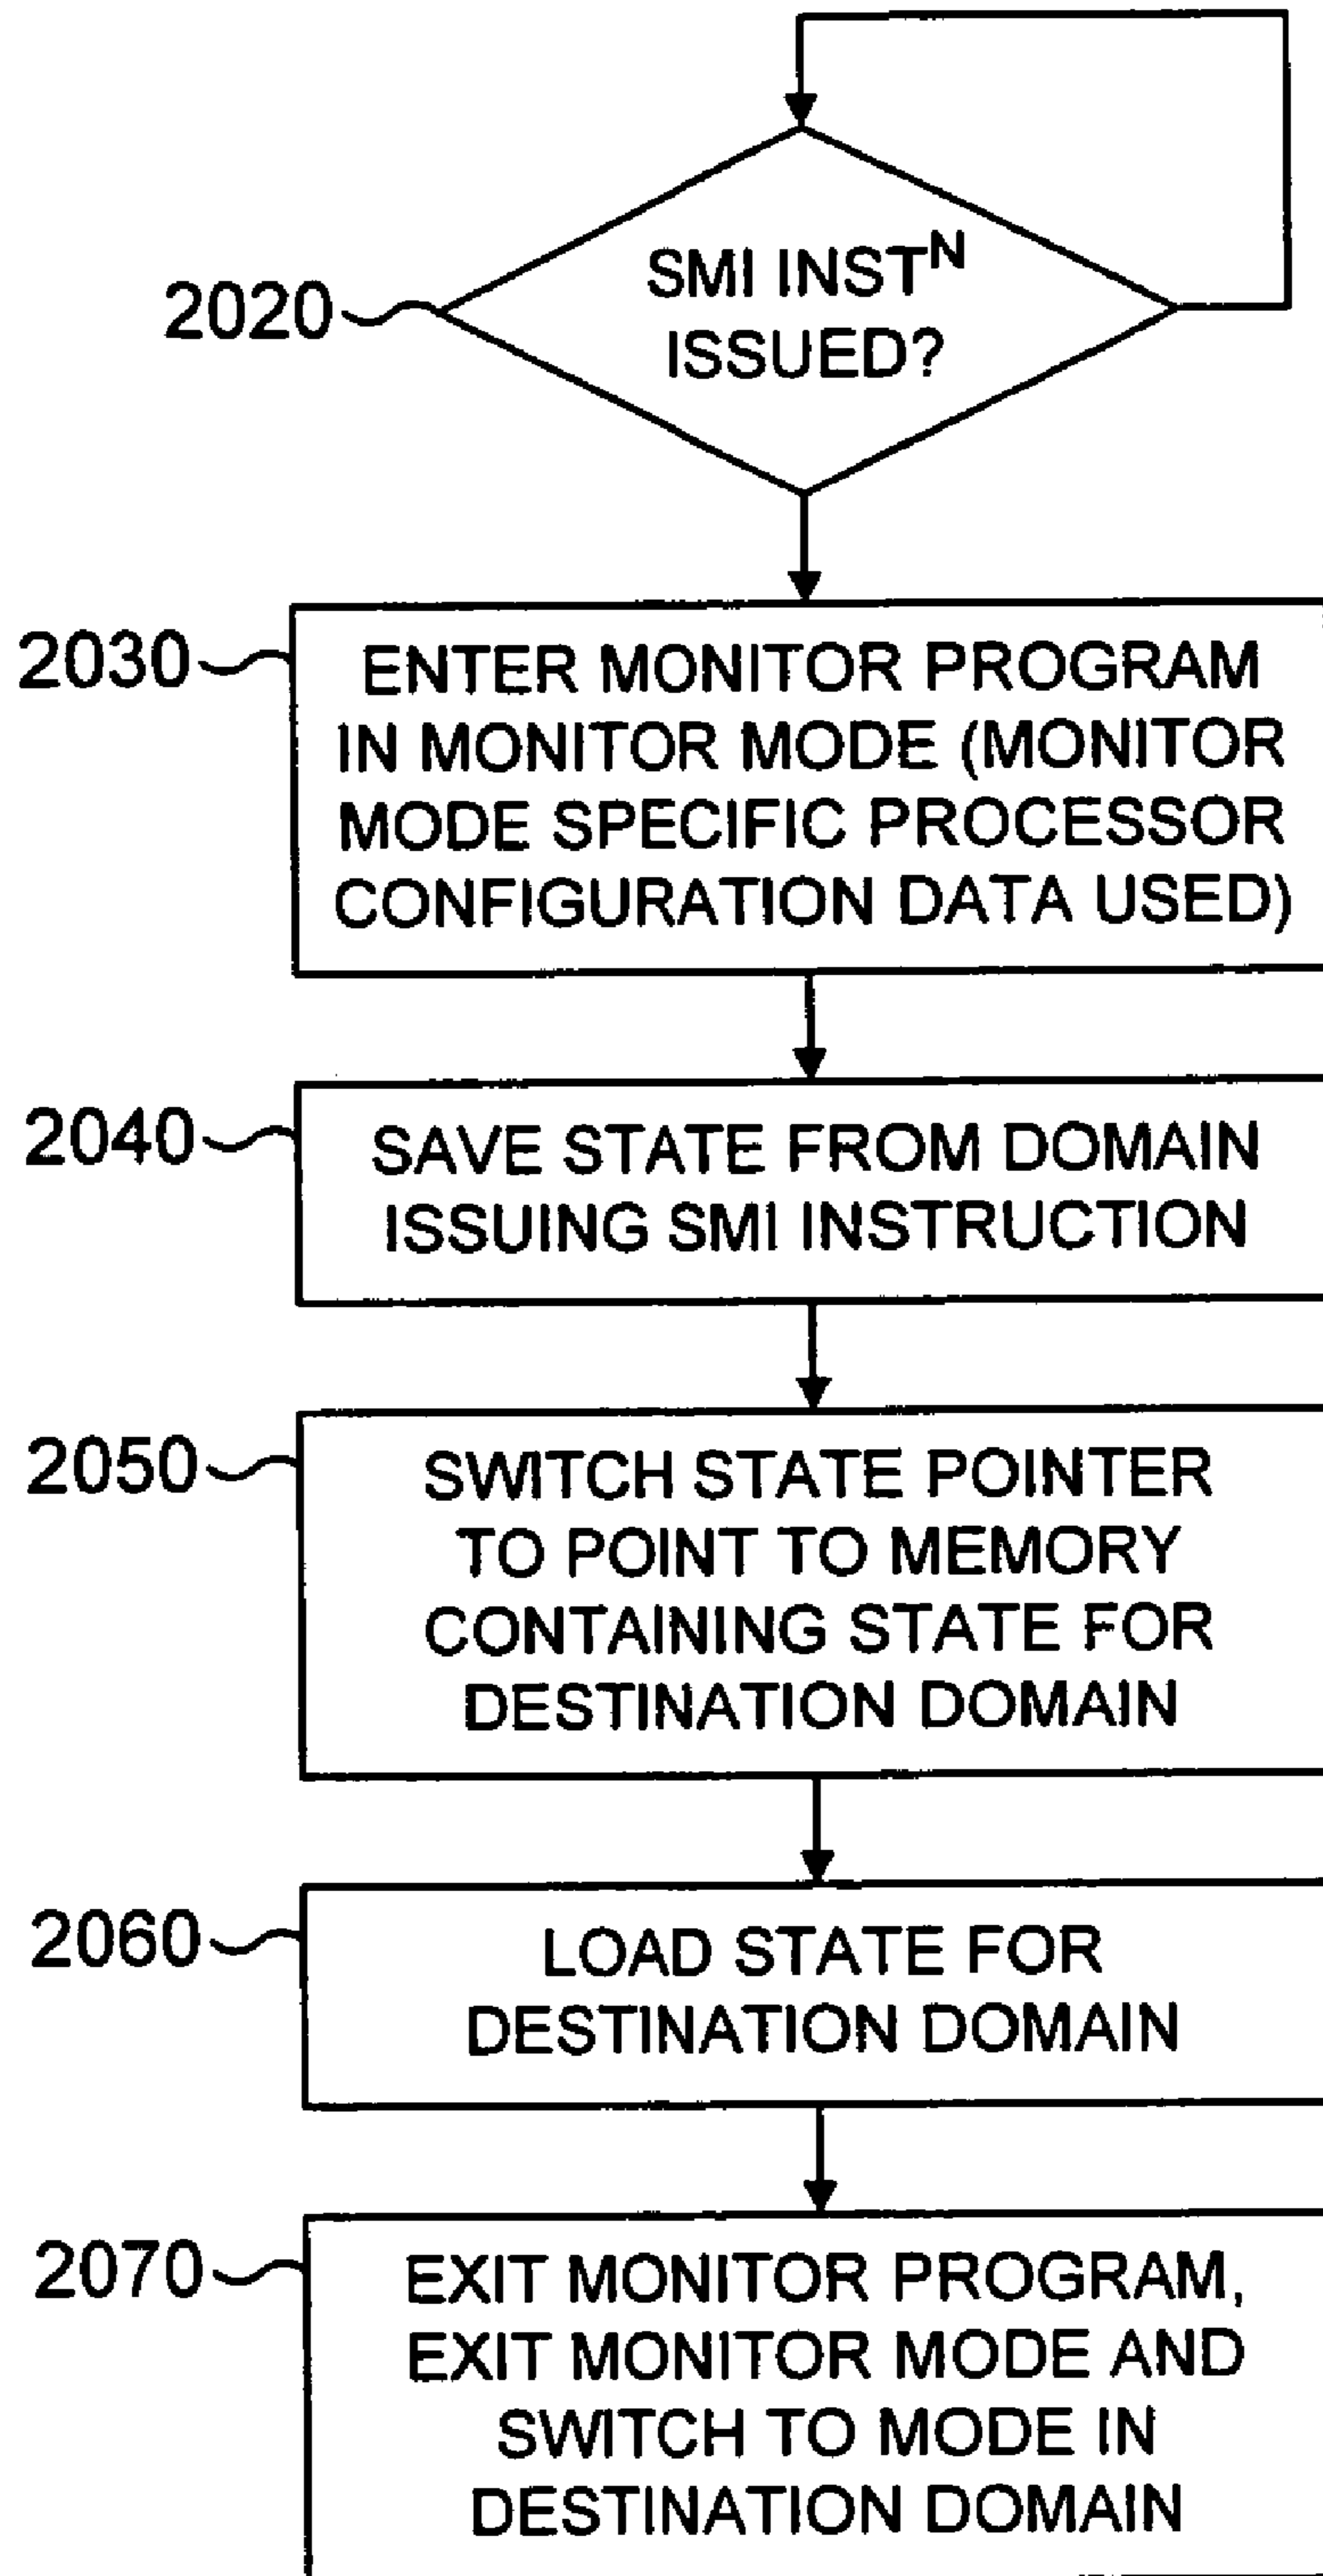 2020
SMI INSTᴺ
ISSUED?
2030
ENTER MONITOR PROGRAM
IN MONITOR MODE (MONITOR
MODE SPECIFIC PROCESSOR
CONFIGURATION DATA USED)
2040
SAVE STATE FROM DOMAIN
ISSUING SMI INSTRUCTION
2050
SWITCH STATE POINTER
TO POINT TO MEMORY
CONTAINING STATE FOR
DESTINATION DOMAIN
2060
LOAD STATE FOR
DESTINATION DOMAIN
2070
EXIT MONITOR PROGRAM,
EXIT MONITOR MODE AND
SWITCH TO MODE IN
DESTINATION DOMAIN